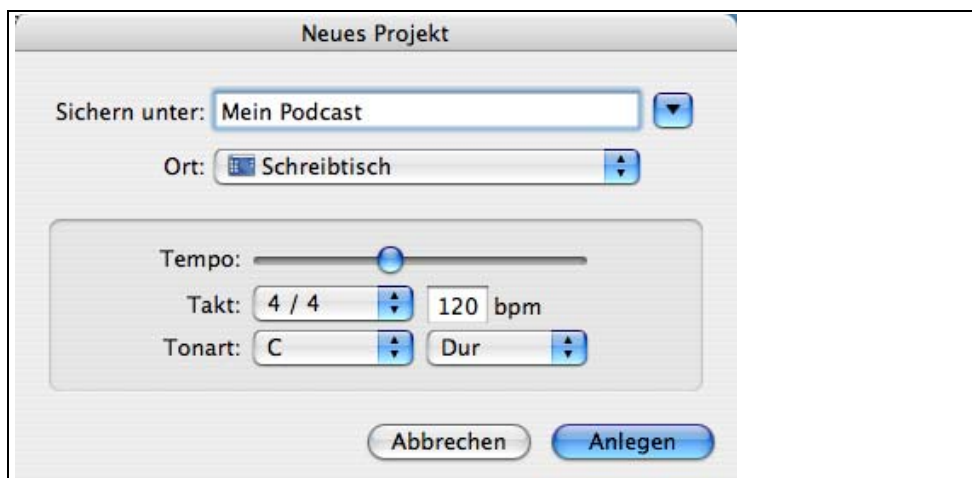 Neues Projekt
Sichern unter: Mein Podcast
Ort: Schreibtisch
Tempo:
Takt: 4 / 4 120 bpm
Tonart: C Dur
Abbrechen Anlegen